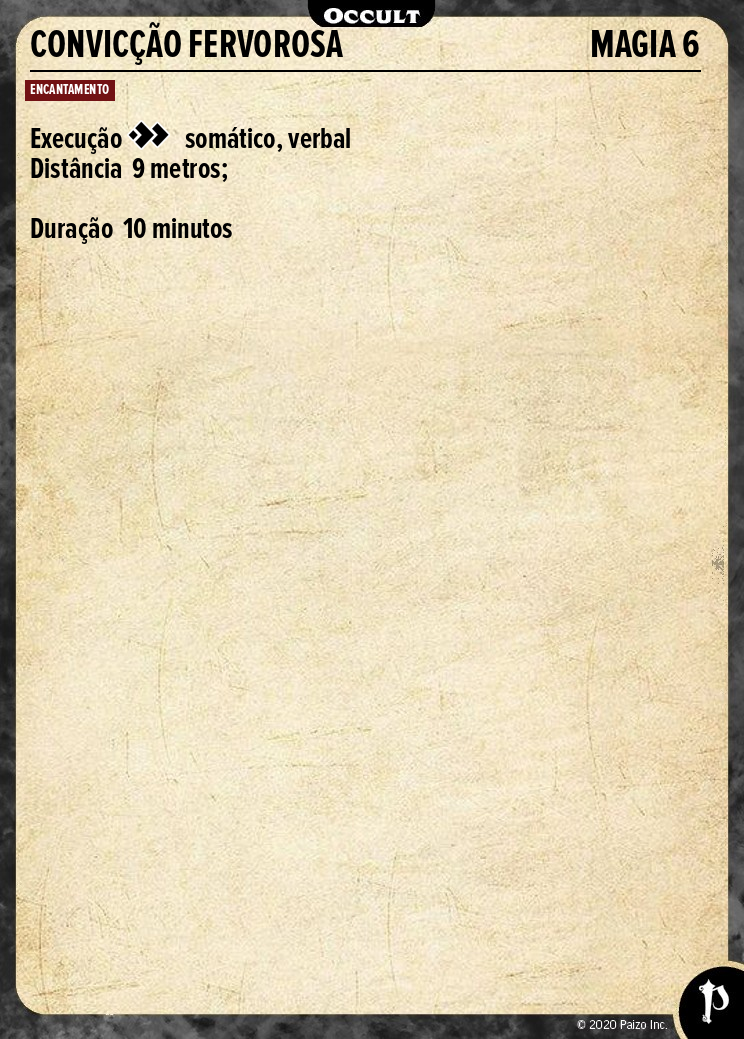 OCCULT
CONVICÇÃO FERVOROSA MAGIA 6
ENCANTAMENTO
Execução somático, verbal
Distância 9 metros;
Duração 10 minutos
© 2020 Paizo Inc.
P